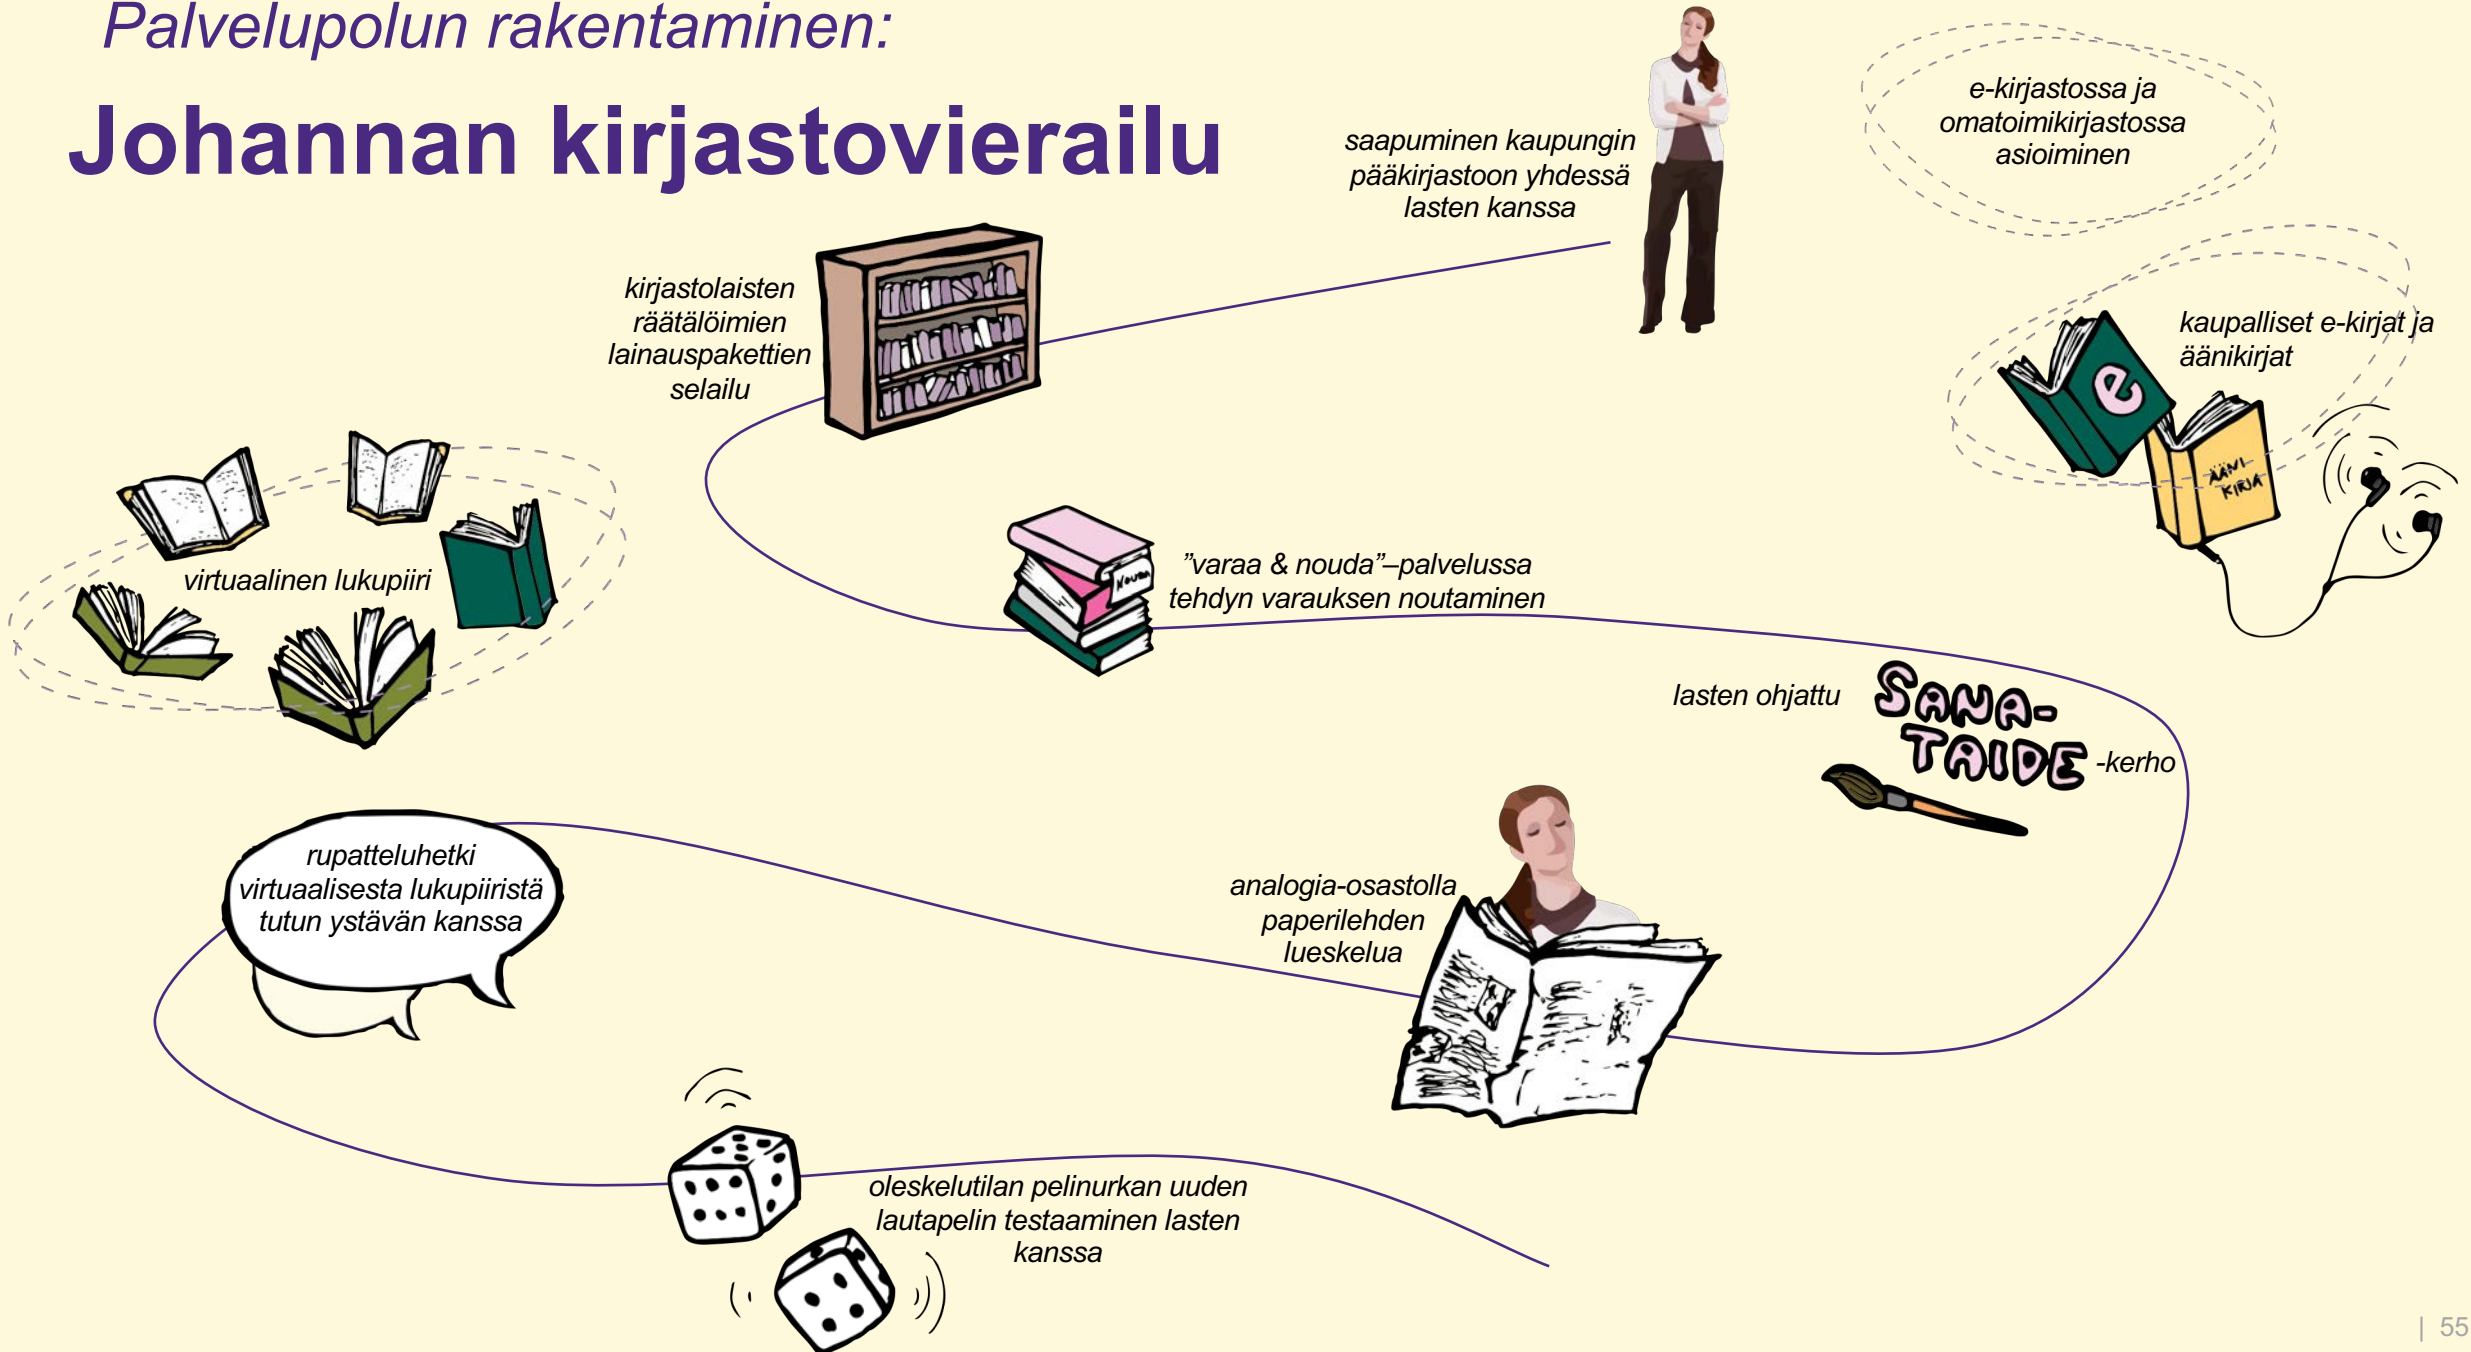 Palvelupolun rakentaminen:
Johannan kirjastovierailu
saapuminen kaupungin
pääkirjastoon yhdessä
lasten kanssa
e-kirjastossa ja
omatoimikirjastossa
asioiminen
kirjastolaisten
räätälöimien
lainauspakettien
selailu
kaupalliset e-kirjat ja
äänikirjat
e
ÄÄNI-
KIRJA
virtuaalinen lukupiiri
NOUDA
”varaa & nouda”–palvelussa
tehdyn varauksen noutaminen
lasten ohjattu
SANA-
TAIDE -kerho
rupatteluhetki
virtuaalisesta lukupiiristä
tutun ystävän kanssa
analogia-osastolla
paperilehden
lueskelua
oleskelutilan pelinurkan uuden
lautapelin testaaminen lasten
kanssa
| 55